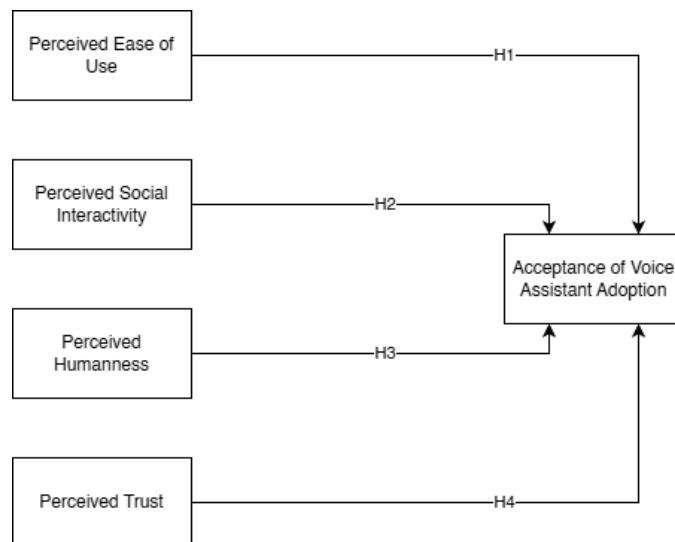 Perceived Ease of
Use
H1
Perceived Social
Interactivity
H2
Acceptance of Voice
Assistant Adoption
Perceived
Humanness
H3
Perceived Trust
H4